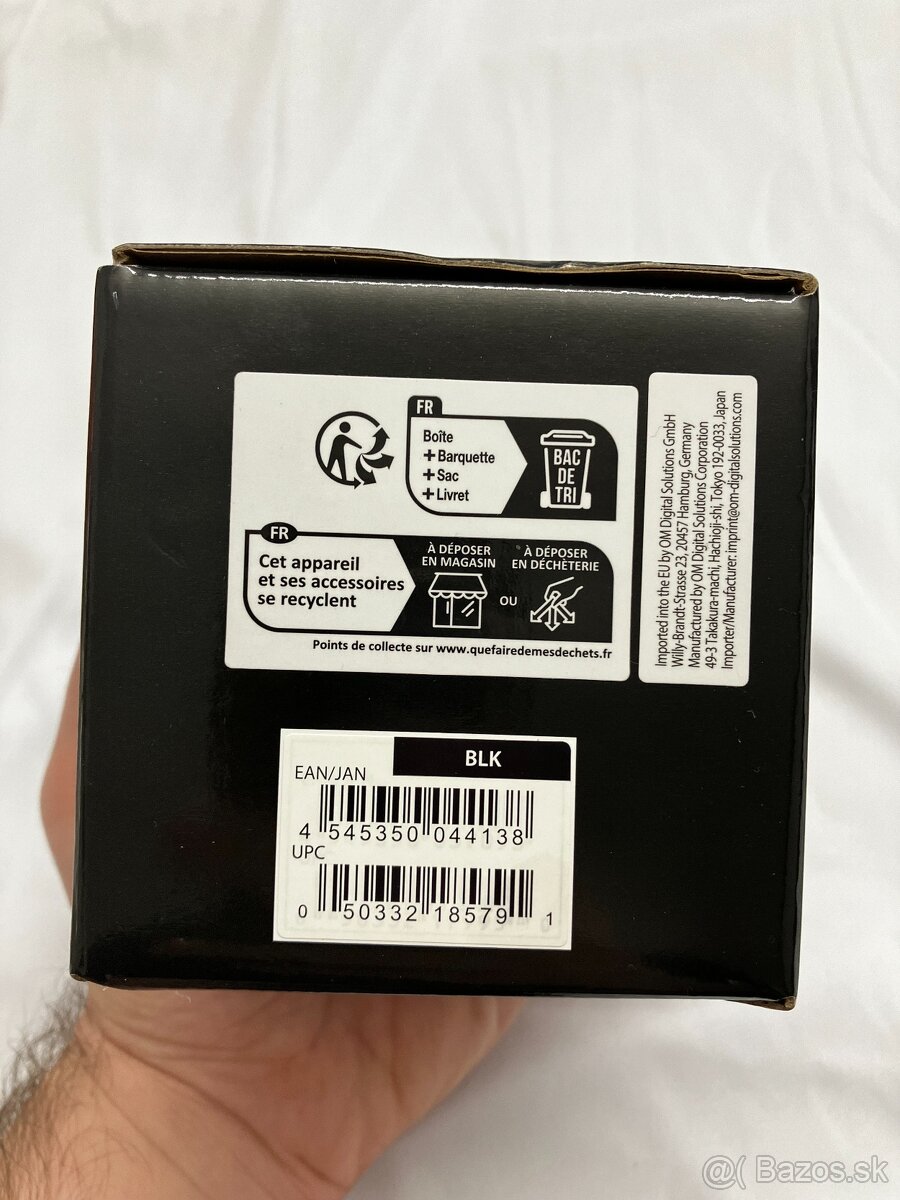 FR
Boîte
+Barquette
+Sac
+Livret
BAC
DE
TRI
FR
Cet appareil
et ses accessoires
se recyclent
À DÉPOSER
EN MAGASIN
OU
À DÉPOSER
EN DÉCHÈTERIE
Points de collecte sur www.quefairedemesdechets.fr
Imported into the EU by OM Digital Solutions GmbH
Willy-Brandt-Strasse 23, 20457 Hamburg, Germany
Manufactured by OM Digital Solutions Corporation
49-3 Takakura-machi, Hachioji-shi, Tokyo 192-0033, Japan
Importer/Manufacturer: imprint@om-digitalsolutions.com
BLK
EAN/JAN
4 545350 044138
UPC
0 50332 18579 1
@( Bazos.sk